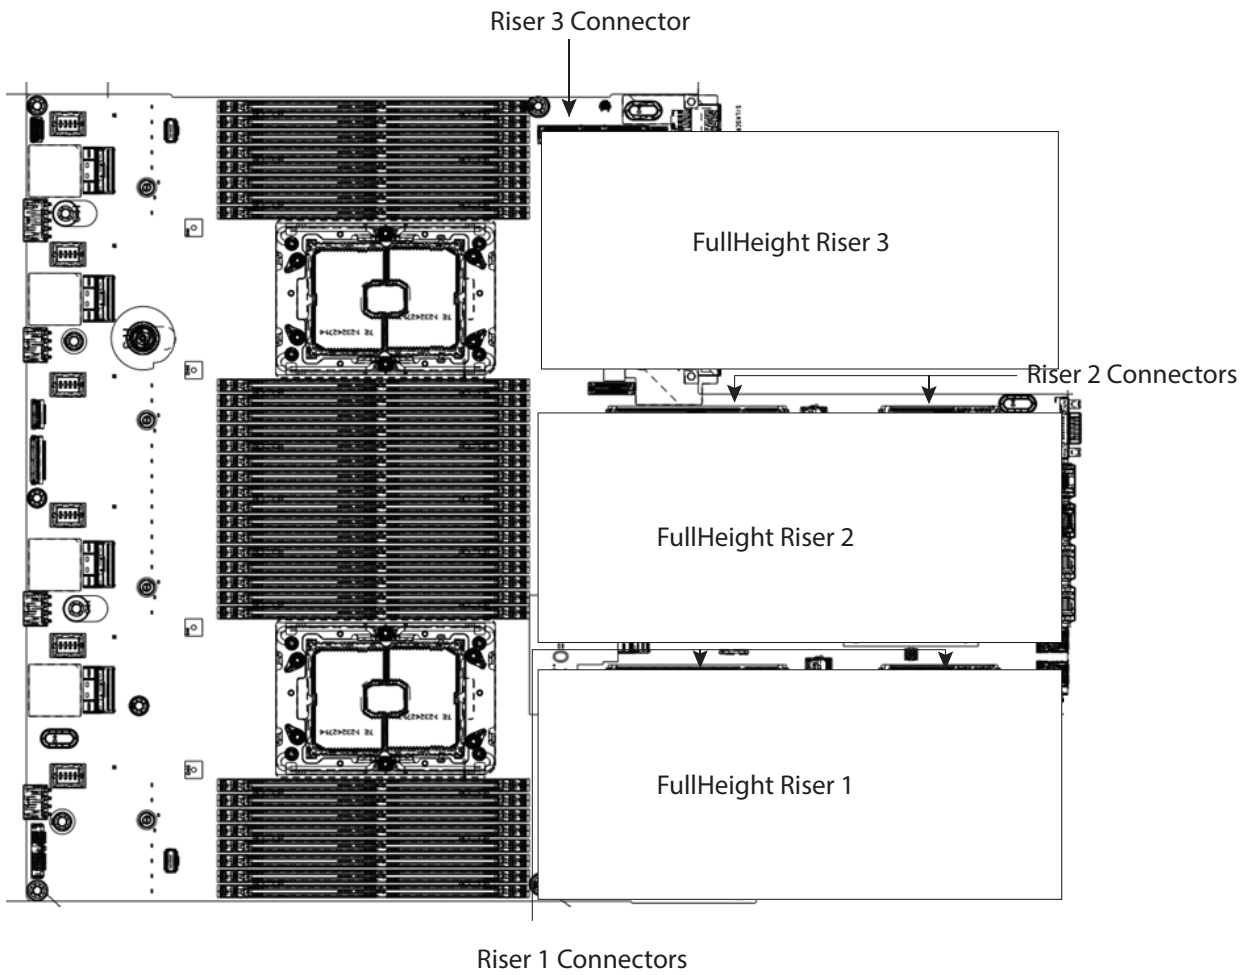 Riser 3 Connector
FullHeight Riser 3
Riser 2 Connectors
FullHeight Riser 2
FullHeight Riser 1
Riser 1 Connectors